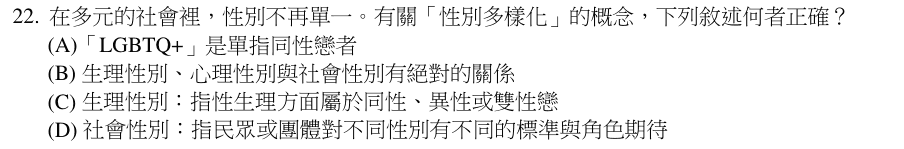 22. 在多元的社會裡，性別不再單一。有關「性別多樣化」的概念，下列敘述何者正確？
(A)「LGBTQ+」是單指同性戀者
(B) 生理性別、心理性別與社會性別有絕對的關係
(C) 生理性別：指性生理方面屬於同性、異性或雙性戀
(D) 社會性別：指民眾或團體對不同性別有不同的標準與角色期待